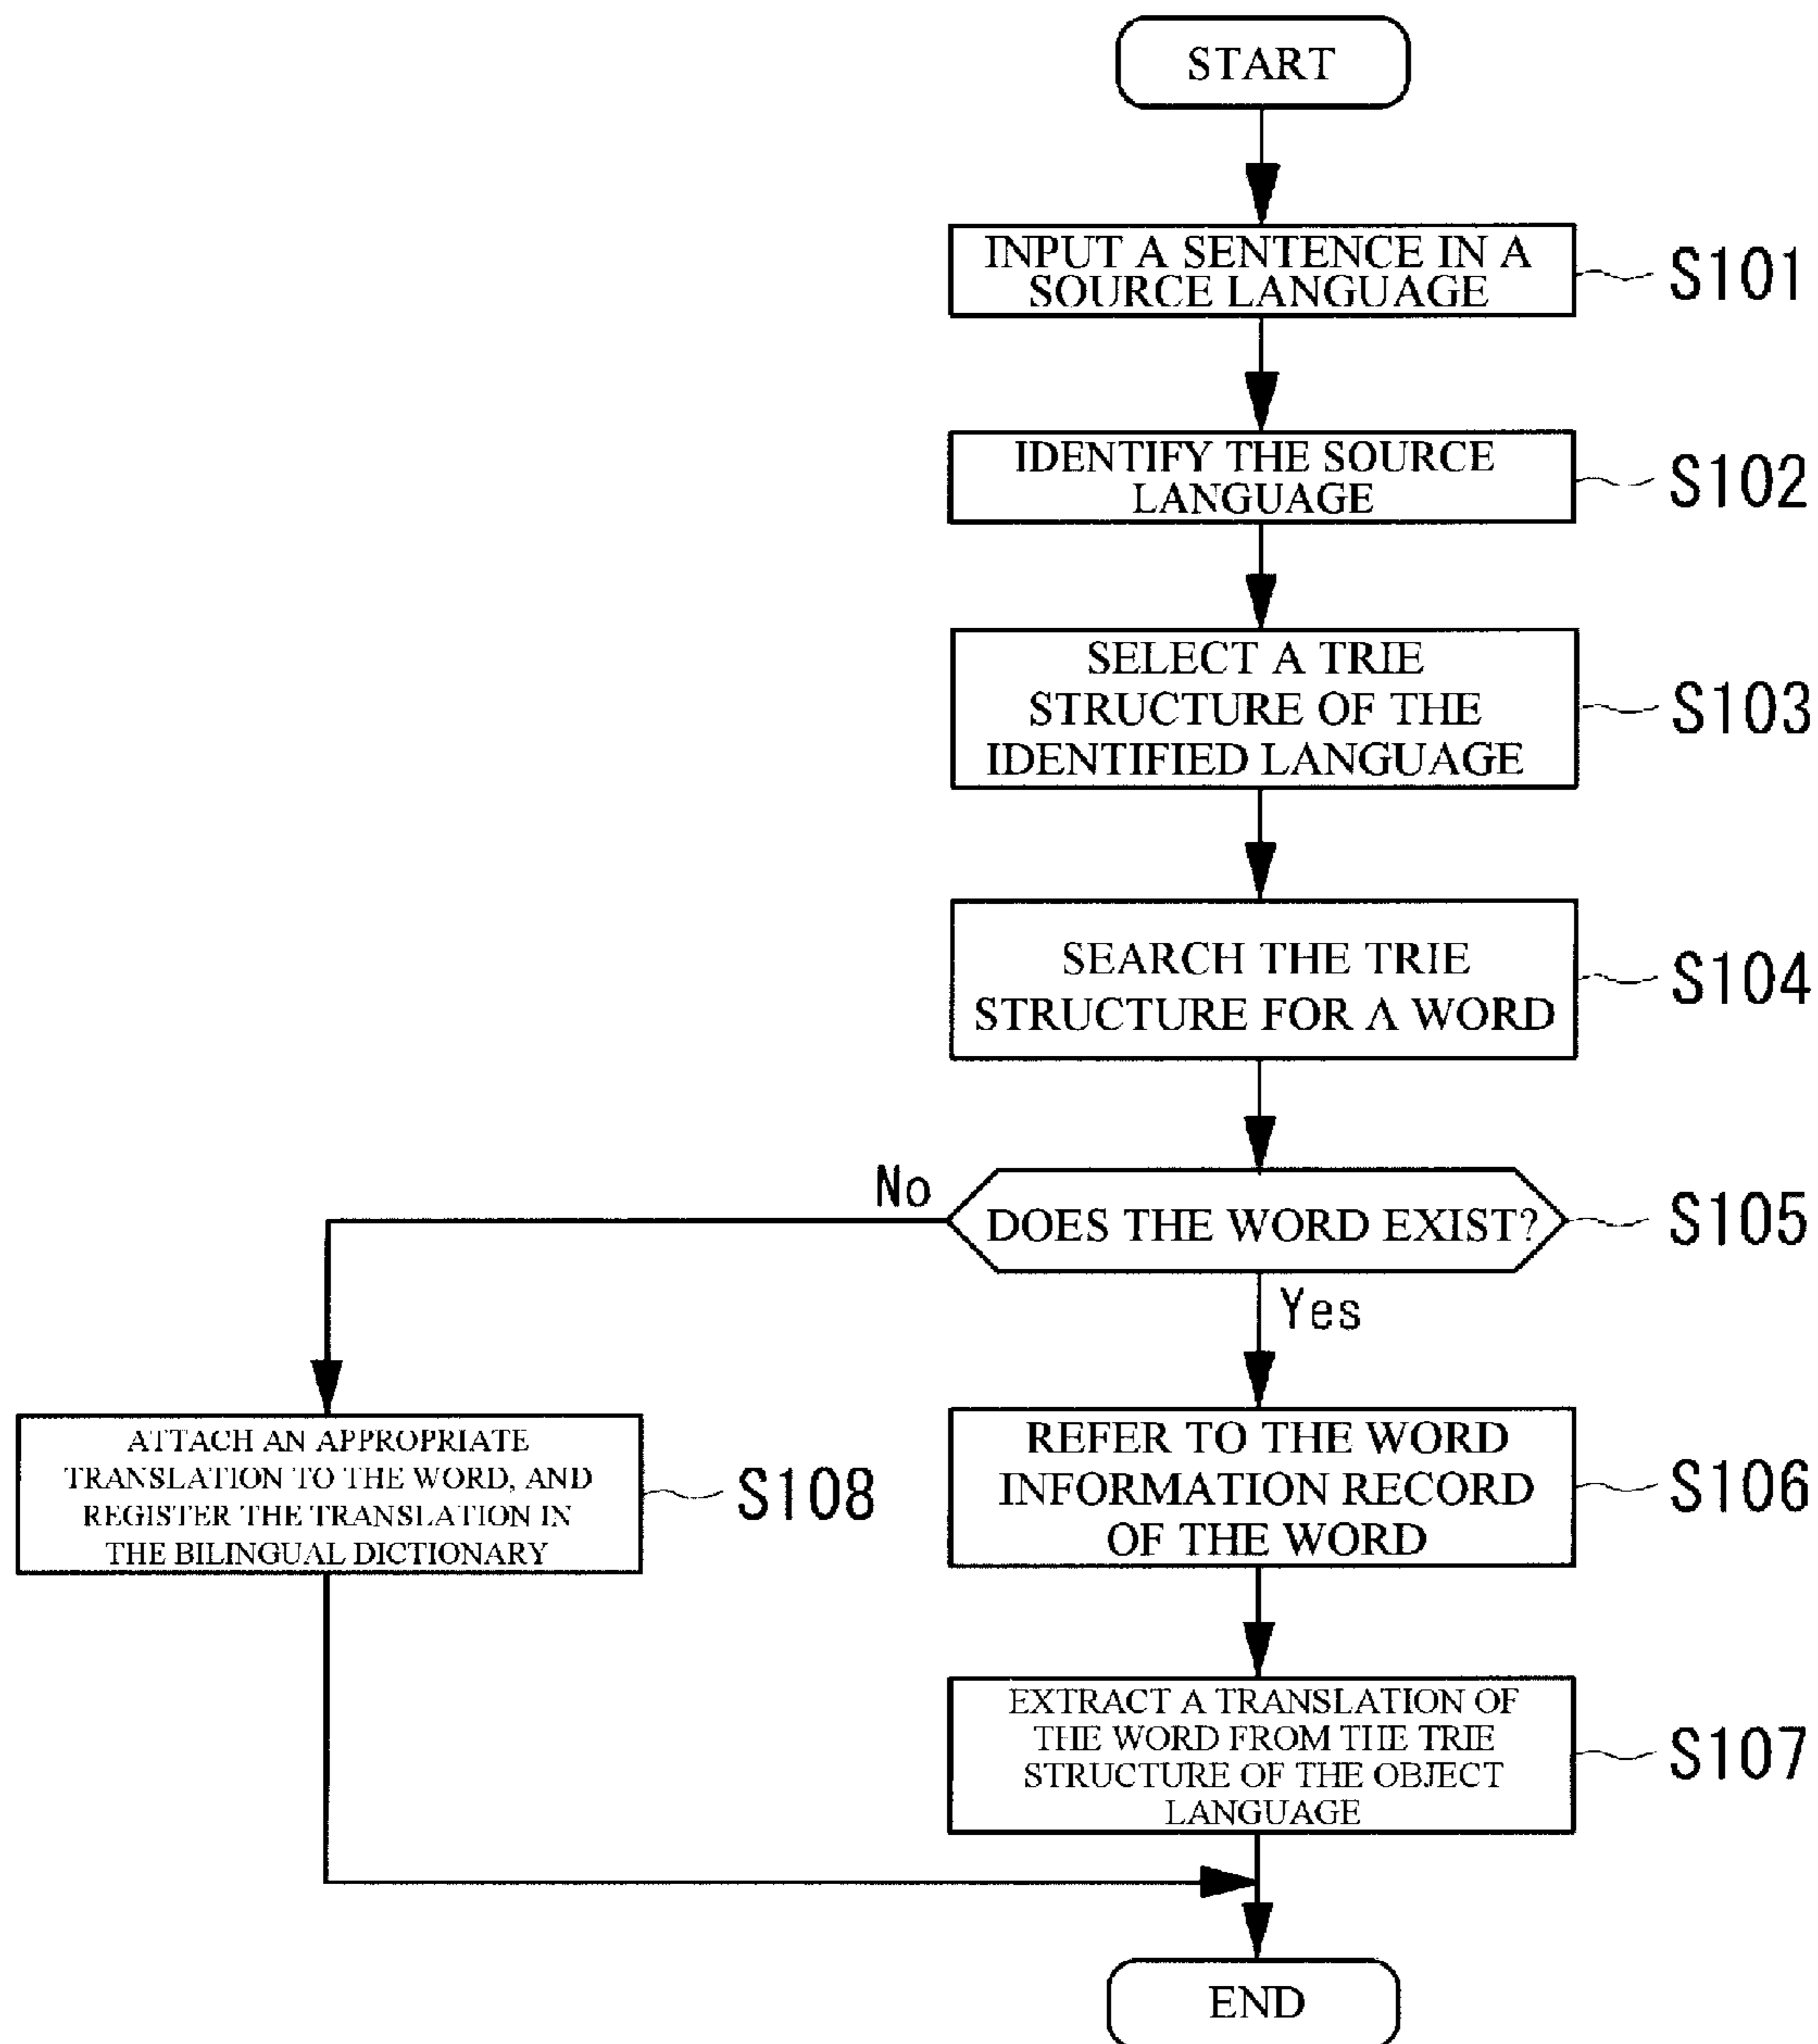 START
INPUT A SENTENCE IN A
SOURCE LANGUAGE
S101
IDENTIFY THE SOURCE
LANGUAGE
S102
SELECT A TRIE
STRUCTURE OF THE
IDENTIFIED LANGUAGE
S103
SEARCH THE TRIE
STRUCTURE FOR A WORD
S104
DOES THE WORD EXIST?
S105
No
Yes
ATTACH AN APPROPRIATE
TRANSLATION TO THE WORD, AND
REGISTER THE TRANSLATION IN
THE BILINGUAL DICTIONARY
S108
REFER TO THE WORD
INFORMATION RECORD
OF THE WORD
S106
EXTRACT A TRANSLATION OF
THE WORD FROM THE TRIE
STRUCTURE OF THE OBJECT
LANGUAGE
S107
END